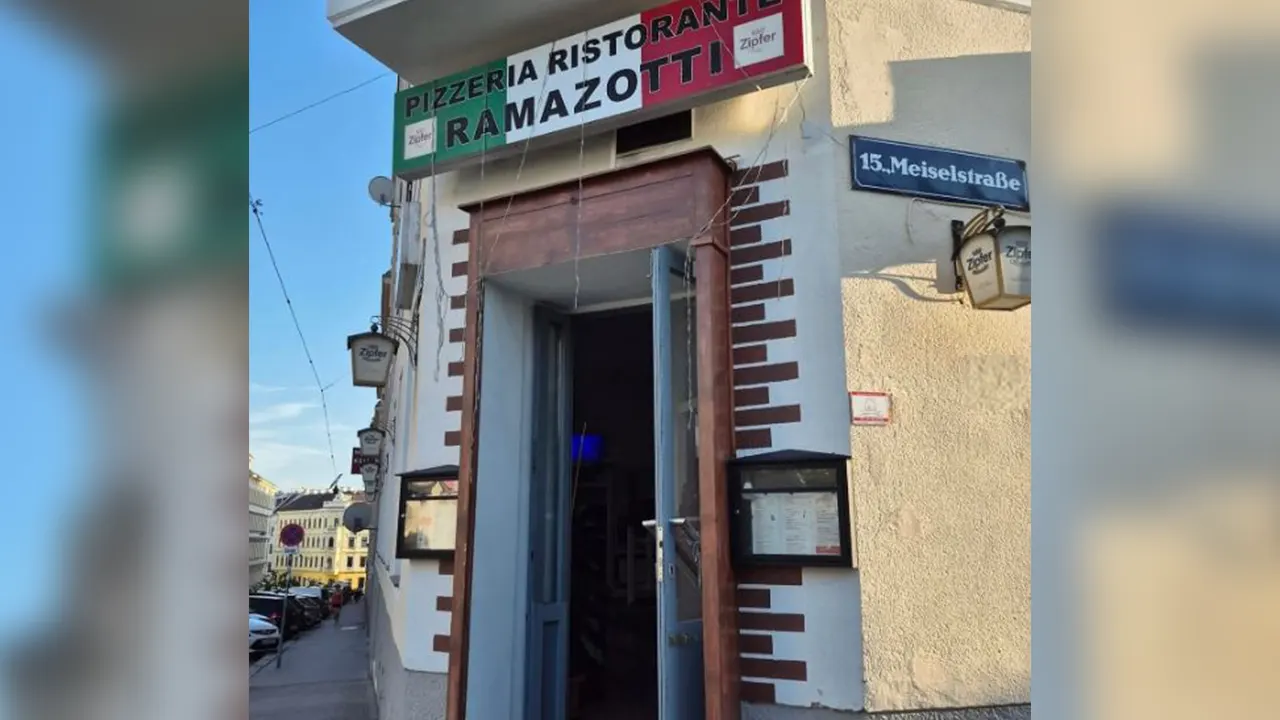 PIZZERIA RISTORANTE
RAMAZOTTI
Zipfer
Zipfer
15., Meiselstraße
Zipfer
Zipfer
Zipfer